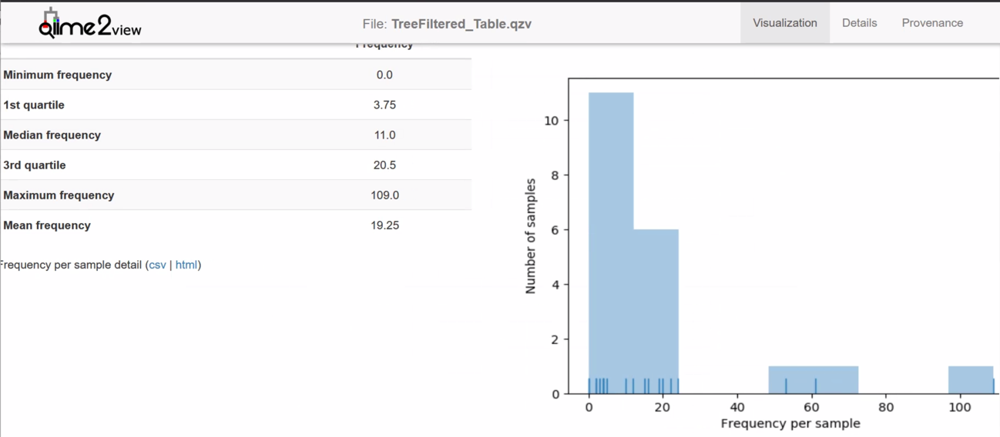 qiime2view
File: TreeFiltered_Table.qzv
Visualization
Details
Provenance
Frequency
Minimum frequency 0.0
1st quartile 3.75
Median frequency 11.0
3rd quartile 20.5
Maximum frequency 109.0
Mean frequency 19.25
Frequency per sample detail (csv | html)
Number of samples
10
8
6
4
2
0
0 20 40 60 80 100
Frequency per sample